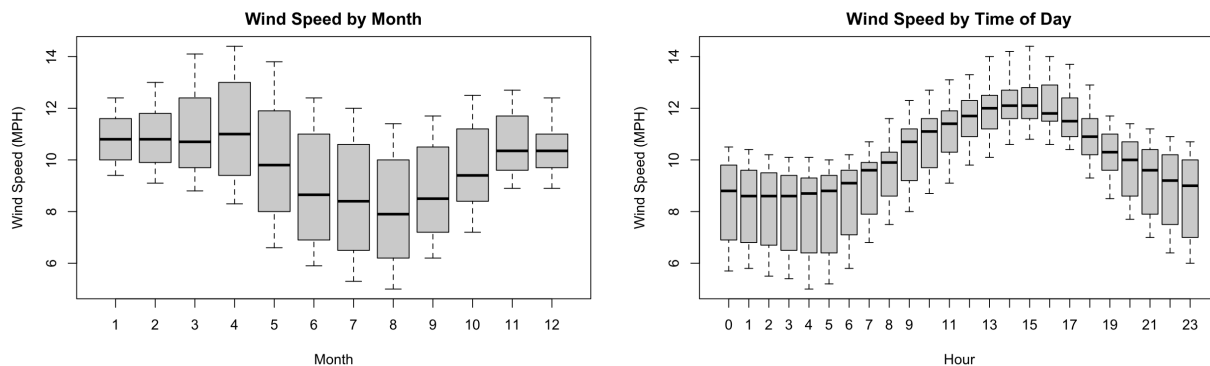 Wind Speed by Month
Wind Speed (MPH)
14
12
10
8
6
1 2 3 4 5 6 7 8 9 10 11 12
Month
Wind Speed by Time of Day
Wind Speed (MPH)
14
12
10
8
6
0 1 2 3 4 5 6 7 8 9 11 13 15 17 19 21 23
Hour